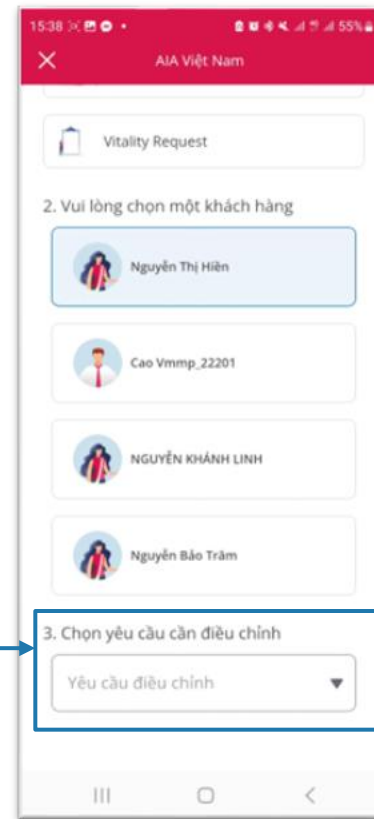 15:38
55%
AIA Việt Nam
Vitality Request
2. Vui lòng chọn một khách hàng
Nguyễn Thị Hiền
Cao Vmmp_22201
NGUYỄN KHÁNH LINH
Nguyễn Bảo Trâm
3. Chọn yêu cầu cần điều chỉnh
Yêu cầu điều chỉnh